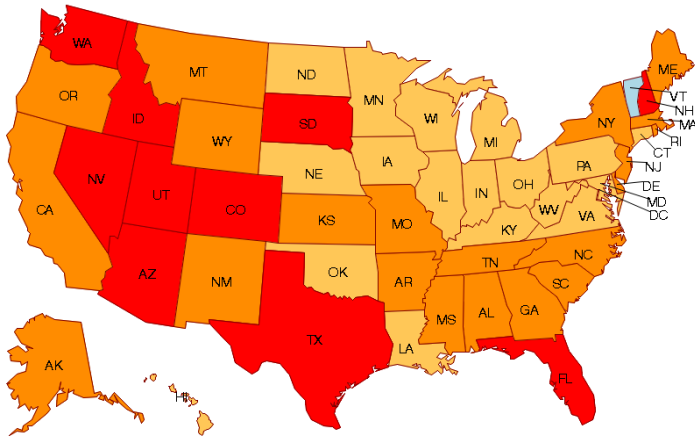 WA
MT
ND
MN
ME
VT
NH
MA
OR
ID
SD
WI
NY
RI
WY
MI
CT
IA
PA
NJ
NE
OH
DE
NV
UT
IL
IN
MD
CO
WV
DC
CA
KS
MO
KY
VA
AZ
NM
OK
AR
TN
NC
SC
MS
AL
GA
TX
LA
AK
FL
HI